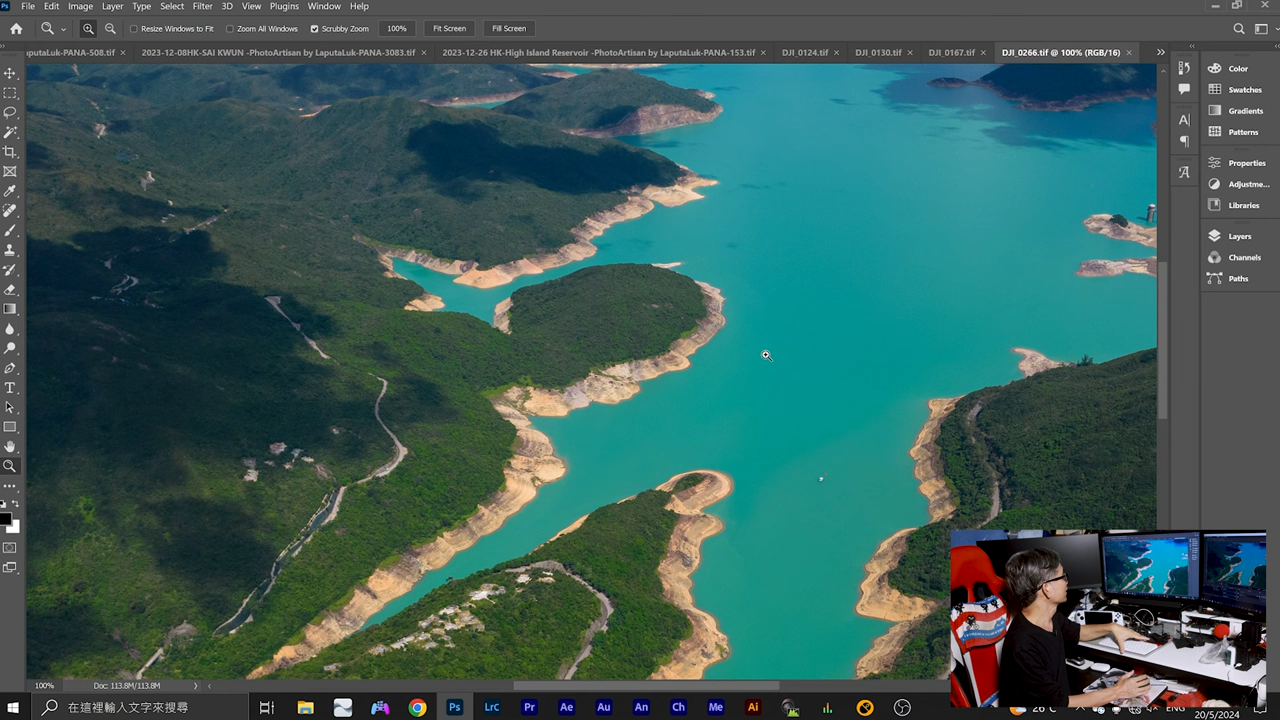 Ps File Edit Image Layer Type Select Filter 3D View Plugins Window Help
Resize Windows to Fit Zoom All Windows Scrubby Zoom 100% Fit Screen Fill Screen
aputaLuk-PANA-508.tif × 2023-12-08HK-SAI KWUN -PhotoArtisan by LaputaLuk-PANA-3083.tif × 2023-12-26 HK-High Island Reservoir -PhotoArtisan by LaputaLuk-PANA-153.tif × DJI_0124.tif × DJI_0130.tif × DJI_0167.tif × DJI_0266.tif @ 100% (RGB/16) ×
Color
Swatches
Gradients
Patterns
Properties
Adjustme...
Libraries
Layers
Channels
Paths
100% Doc: 113.8M/113.8M
在這裡輸入文字來搜尋
Ps Lrc Pr Ae Au An Ch Me Ai
26°C
ENG
20/5/2024